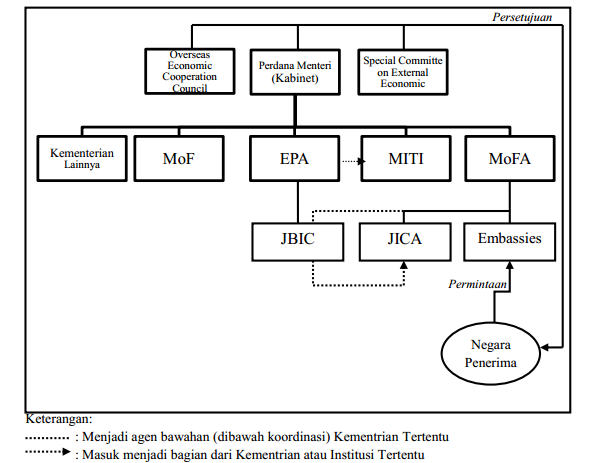 Persetujuan
Overseas
Economic
Cooperation
Council
Perdana Menteri
(Kabinet)
Special Committe
on External
Economic
Kementerian
Lainnya
MoF
EPA
MITI
MoFA
JBIC
JICA
Embassies
Permintaan
Negara
Penerima
Keterangan:
: Menjadi agen bawahan (dibawah koordinasi) Kementrian Tertentu
: Masuk menjadi bagian dari Kementrian atau Institusi Tertentu